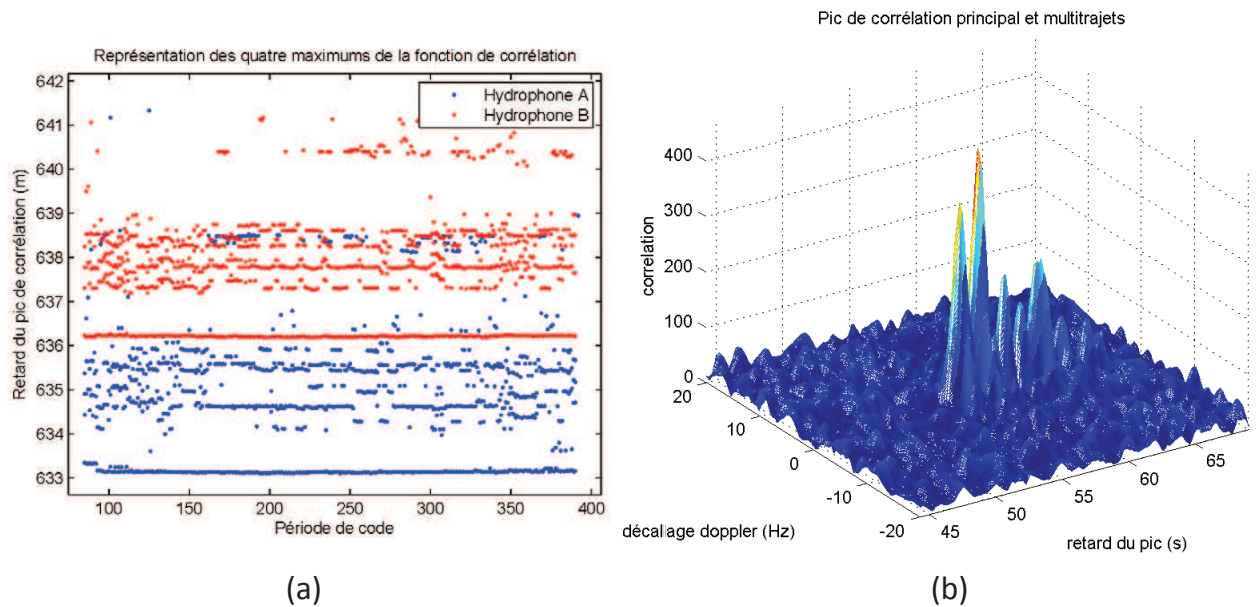 Représentation des quatre maximums de la fonction de corrélation
642
641
640
639
638
637
636
635
634
633
Retard du pic de corrélation (m)
Hydrophone A
Hydrophone B
100
150
200
250
300
350
400
Période de code
(a)
Pic de corrélation principal et multitrajets
400
300
200
100
0
correlation
20
10
0
-10
-20
décallage doppler (Hz)
45
50
55
60
65
retard du pic (s)
(b)